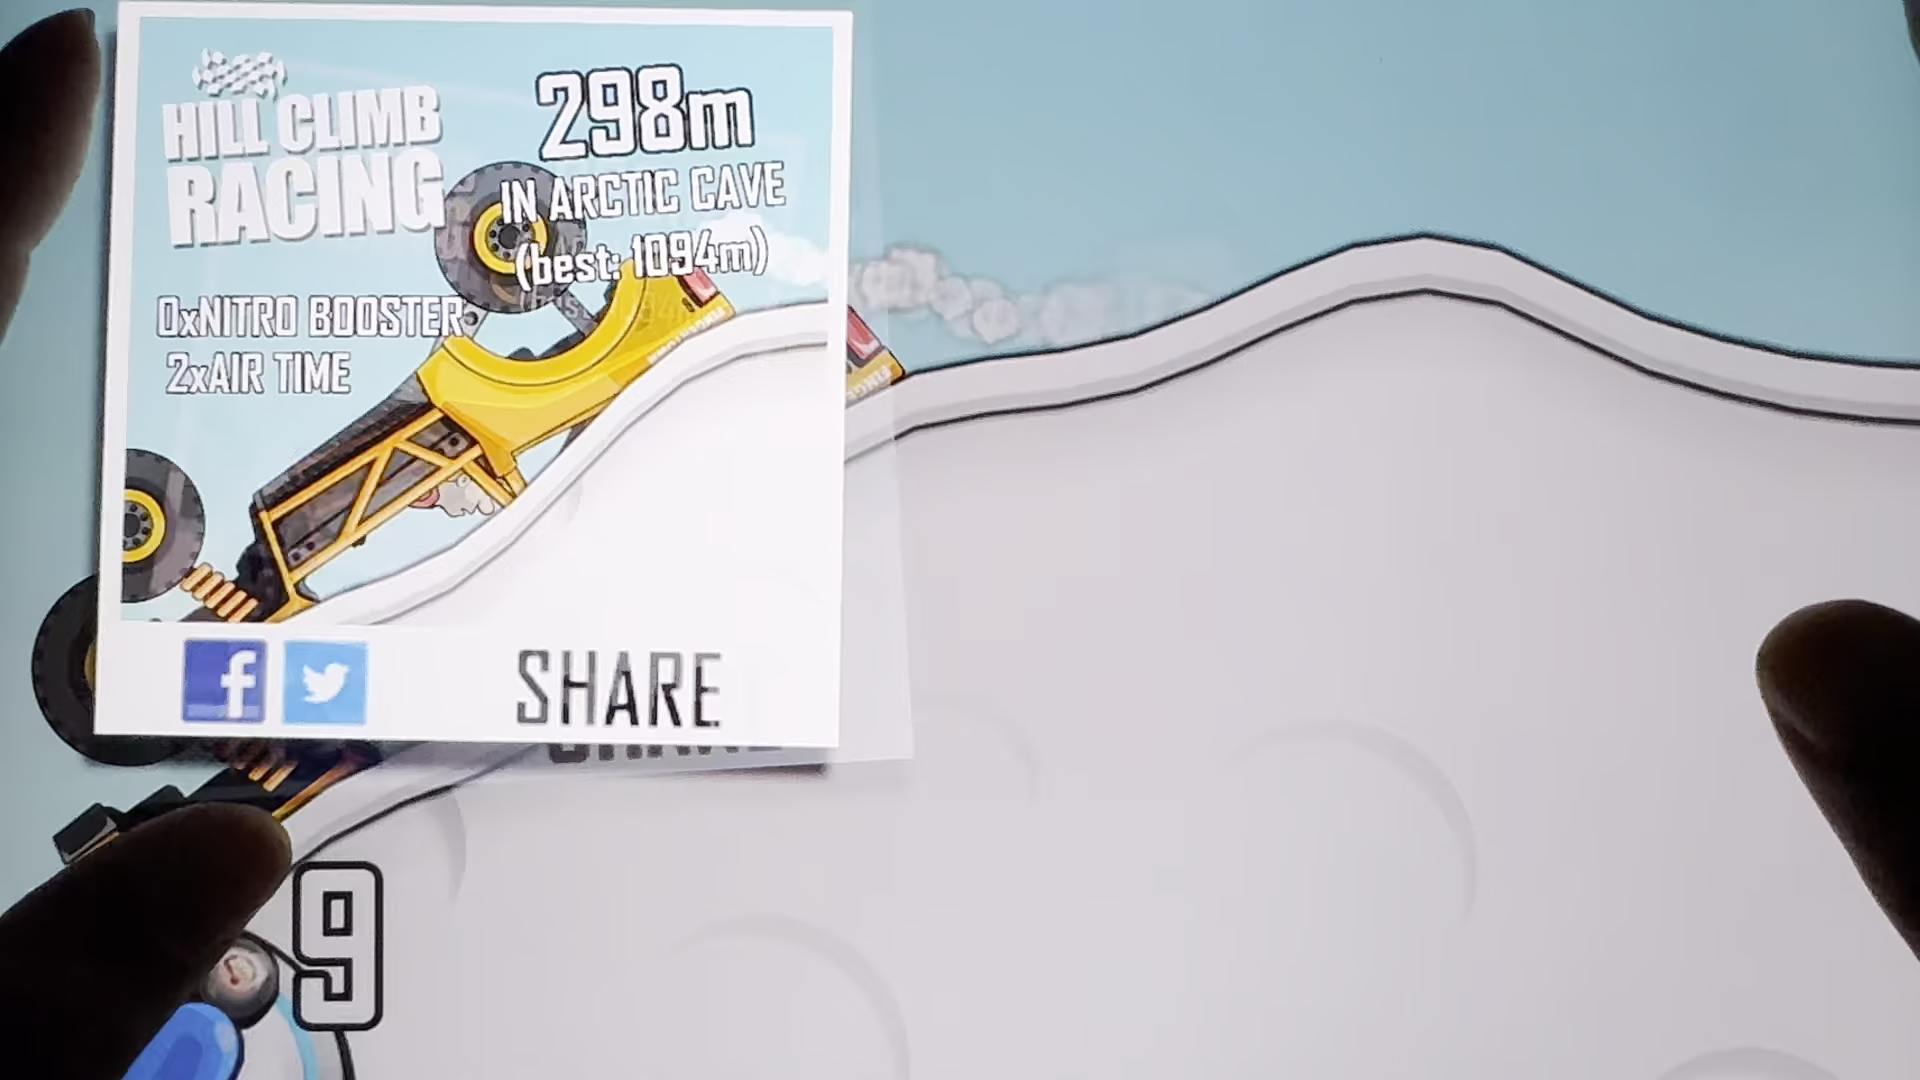 HILL CLIMB
RACING
298m
IN ARCTIC CAVE
(best: 1094m)
0xNITRO BOOSTER
2xAIR TIME
f
SHARE
9